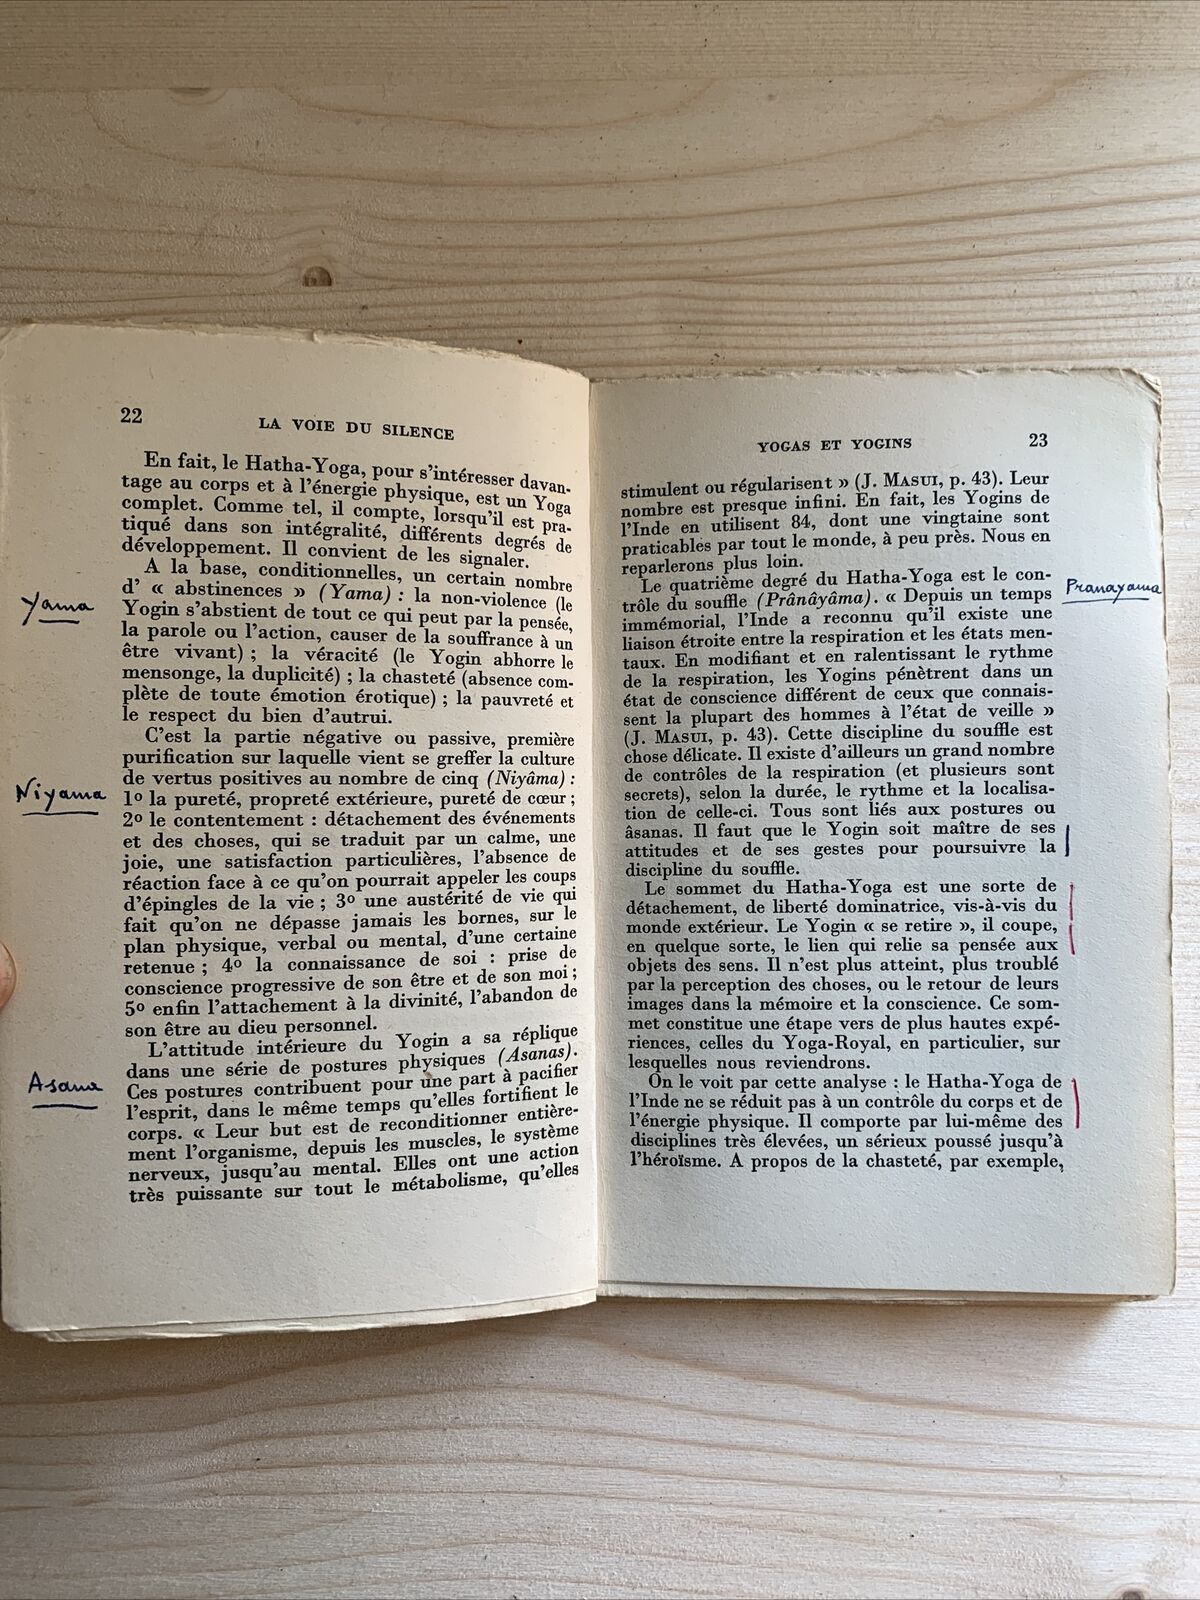 22
LA VOIE DU SILENCE
En fait, le Hatha-Yoga, pour s'intéresser davan-
tage au corps et à l'énergie physique, est un Yoga
complet. Comme tel, il compte, lorsqu'il est pra-
tiqué dans son intégralité, différents degrés de
développement. Il convient de les signaler.
A la base, conditionnelles, un certain nombre
d' « abstinences » (Yama) : la non-violence (le
Yogin s'abstient de tout ce qui peut par la pensée,
la parole ou l'action, causer de la souffrance à un
être vivant) ; la véracité (le Yogin abhorre le
mensonge, la duplicité) ; la chasteté (absence com-
plète de toute émotion érotique) ; la pauvreté et
le respect du bien d'autrui.
C'est la partie négative ou passive, première
purification sur laquelle vient se greffer la culture
de vertus positives au nombre de cinq (Niyâma) :
1º la pureté, propreté extérieure, pureté de cœur ;
2º le contentement : détachement des événements
et des choses, qui se traduit par un calme, une
joie, une satisfaction particulières, l'absence de
réaction face à ce qu'on pourrait appeler les coups
d'épingles de la vie ; 3º une austérité de vie qui
fait qu'on ne dépasse jamais les bornes, sur le
plan physique, verbal ou mental, d'une certaine
retenue ; 4º la connaissance de soi : prise de
conscience progressive de son être et de son moi ;
5º enfin l'attachement à la divinité, l'abandon de
son être au dieu personnel.
L'attitude intérieure du Yogin a sa réplique
dans une série de postures physiques (Asanas).
Ces postures contribuent pour une part à pacifier
l'esprit, dans le même temps qu'elles fortifient le
corps. « Leur but est de reconditionner entière-
ment l'organisme, depuis les muscles, le système
nerveux, jusqu'au mental. Elles ont une action
très puissante sur tout le métabolisme, qu'elles
Yama
Niyama
Asana
YOGAS ET YOGINS
23
stimulent ou régularisent » (J. MASUI, p. 43). Leur
nombre est presque infini. En fait, les Yogins de
l'Inde en utilisent 84, dont une vingtaine sont
praticables par tout le monde, à peu près. Nous en
reparlerons plus loin.
Le quatrième degré du Hatha-Yoga est le con-
trôle du souffle (Prânâyâma). « Depuis un temps
immémorial, l'Inde a reconnu qu'il existe une
liaison étroite entre la respiration et les états men-
taux. En modifiant et en ralentissant le rythme
de la respiration, les Yogins pénètrent dans un
état de conscience différent de ceux que connais-
sent la plupart des hommes à l'état de veille »
(J. MASUI, p. 43). Cette discipline du souffle est
chose délicate. Il existe d'ailleurs un grand nombre
de contrôles de la respiration (et plusieurs sont
secrets), selon la durée, le rythme et la localisa-
tion de celle-ci. Tous sont liés aux postures ou
âsanas. Il faut que le Yogin soit maître de ses
attitudes et de ses gestes pour poursuivre la
discipline du souffle.
Le sommet du Hatha-Yoga est une sorte de
détachement, de liberté dominatrice, vis-à-vis du
monde extérieur. Le Yogin « se retire », il coupe,
en quelque sorte, le lien qui relie sa pensée aux
objets des sens. Il n'est plus atteint, plus troublé
par la perception des choses, ou le retour de leurs
images dans la mémoire et la conscience. Ce som-
met constitue une étape vers de plus hautes expé-
riences, celles du Yoga-Royal, en particulier, sur
lesquelles nous reviendrons.
On le voit par cette analyse : le Hatha-Yoga de
l'Inde ne se réduit pas à un contrôle du corps et de
l'énergie physique. Il comporte par lui-même des
disciplines très élevées, un sérieux poussé jusqu'à
l'héroïsme. A propos de la chasteté, par exemple,
Pranayama